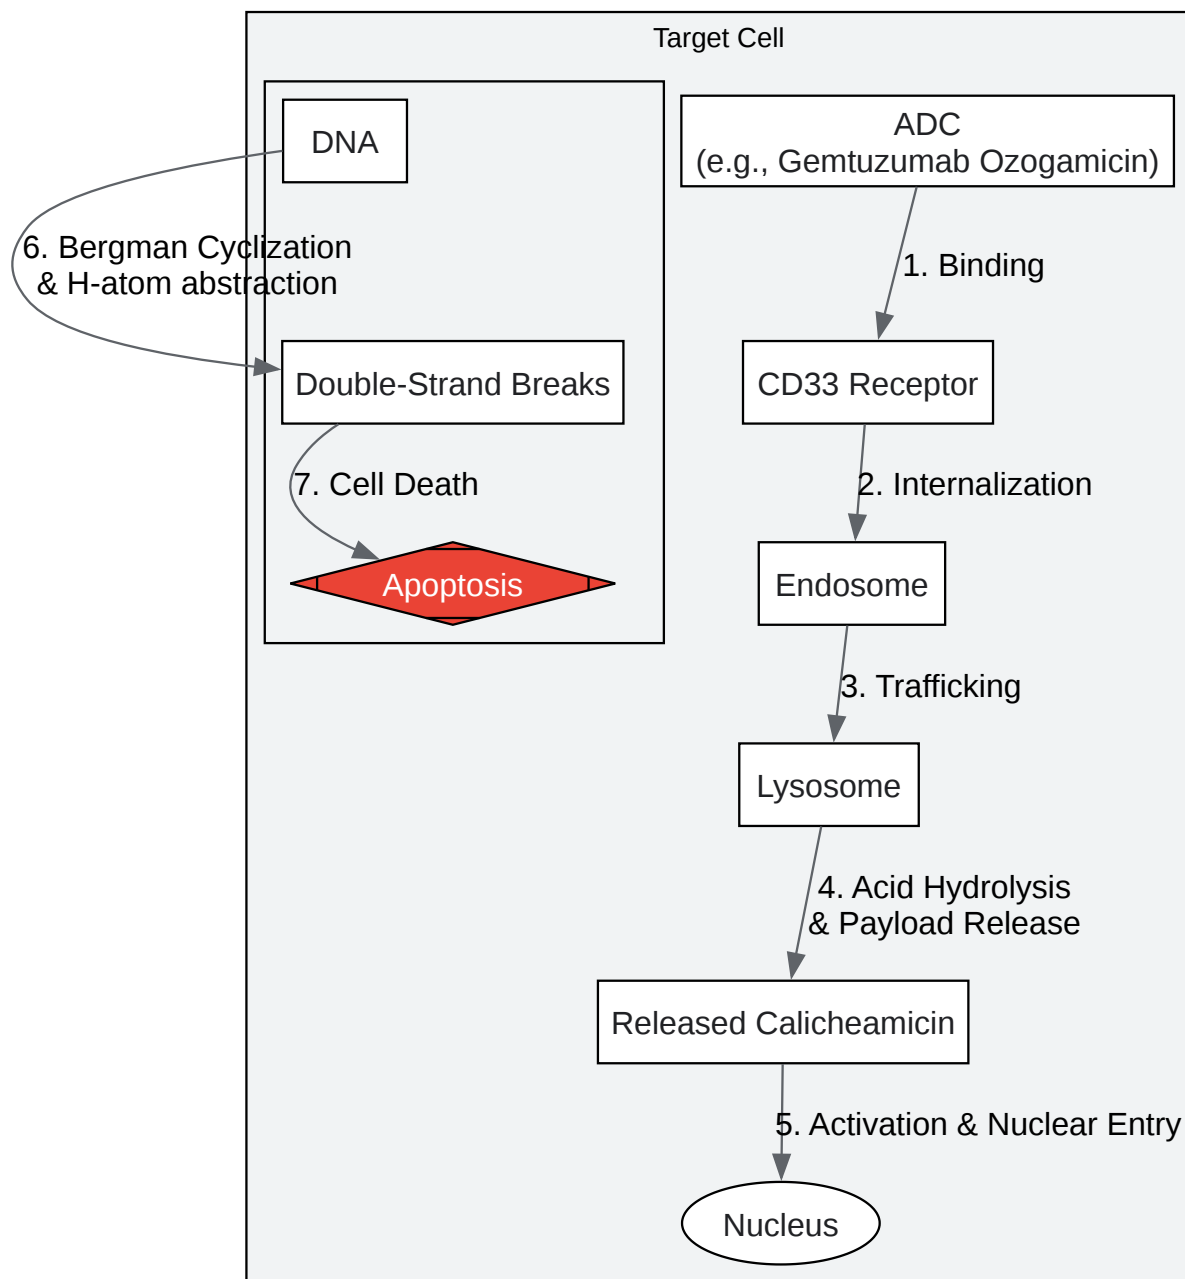 Target Cell
DNA
ADC
(e.g., Gemtuzumab Ozogamicin)
6. Bergman Cyclization
& H-atom abstraction
1. Binding
Double-Strand Breaks
CD33 Receptor
7. Cell Death
2. Internalization
Apoptosis
Endosome
3. Trafficking
Lysosome
4. Acid Hydrolysis
& Payload Release
Released Calicheamicin
5. Activation & Nuclear Entry
Nucleus